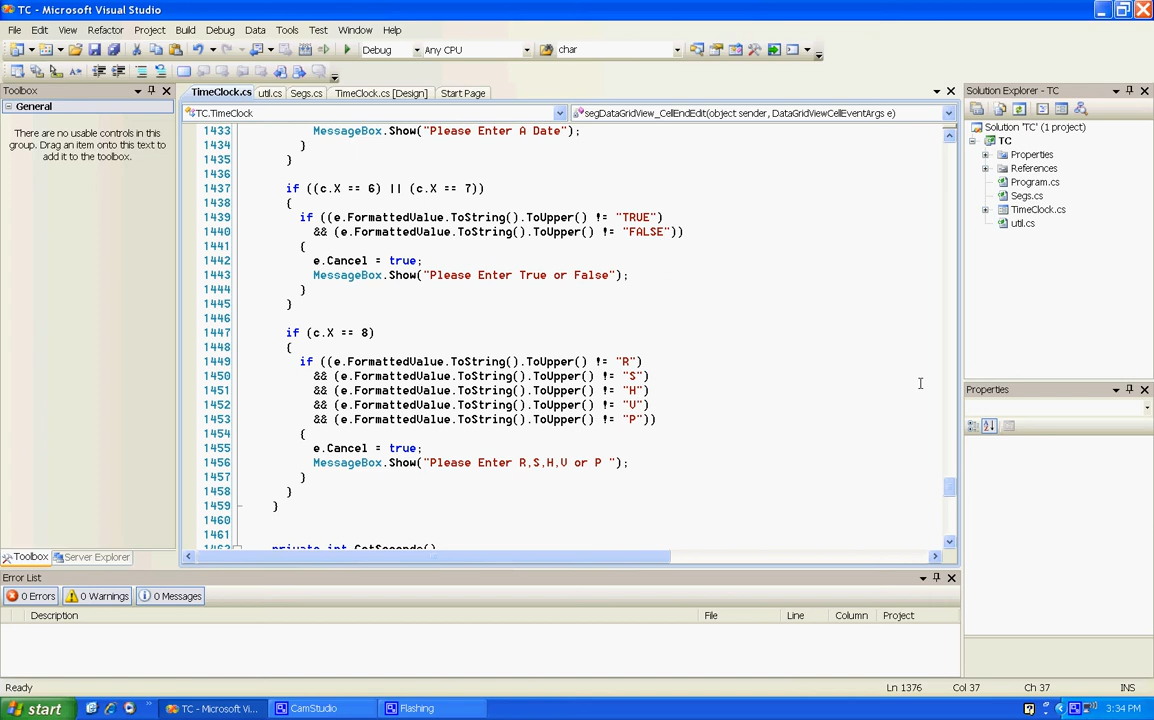 TC - Microsoft Visual Studio
File Edit View Refactor Project Build Debug Data Tools Test Window Help
Debug Any CPU char
Toolbox
General
There are no usable controls in this
group. Drag an item onto this text to
add it to the toolbox.
Toolbox Server Explorer
TimeClock.cs util.cs Segs.cs TimeClock.cs [Design] Start Page
TC.TimeClock segDataGridView_CellEndEdit(object sender, DataGridViewCellEventArgs e)
1433 MessageBox.Show("Please Enter A Date");
1434 }
1435 }
1436
1437 if ((c.X == 6) || (c.X == 7))
1438 {
1439 if ((e.FormattedValue.ToString().ToUpper() != "TRUE")
1440 && (e.FormattedValue.ToString().ToUpper() != "FALSE"))
1441 {
1442 e.Cancel = true;
1443 MessageBox.Show("Please Enter True or False");
1444 }
1445 }
1446
1447 if (c.X == 8)
1448 {
1449 if ((e.FormattedValue.ToString().ToUpper() != "R")
1450 && (e.FormattedValue.ToString().ToUpper() != "S")
1451 && (e.FormattedValue.ToString().ToUpper() != "H")
1452 && (e.FormattedValue.ToString().ToUpper() != "V")
1453 && (e.FormattedValue.ToString().ToUpper() != "P"))
1454 {
1455 e.Cancel = true;
1456 MessageBox.Show("Please Enter R,S,H,V or P ");
1457 }
1458 }
1459 }
1460
1461
1462 private int GetSeconds()
Solution Explorer - TC
Solution 'TC' (1 project)
TC
Properties
References
Program.cs
Segs.cs
TimeClock.cs
util.cs
Properties
Error List
0 Errors 0 Warnings 0 Messages
Description File Line Column Project
Ready Ln 1376 Col 37 Ch 37 INS
start TC - Microsoft Vi... CamStudio Flashing 3:34 PM